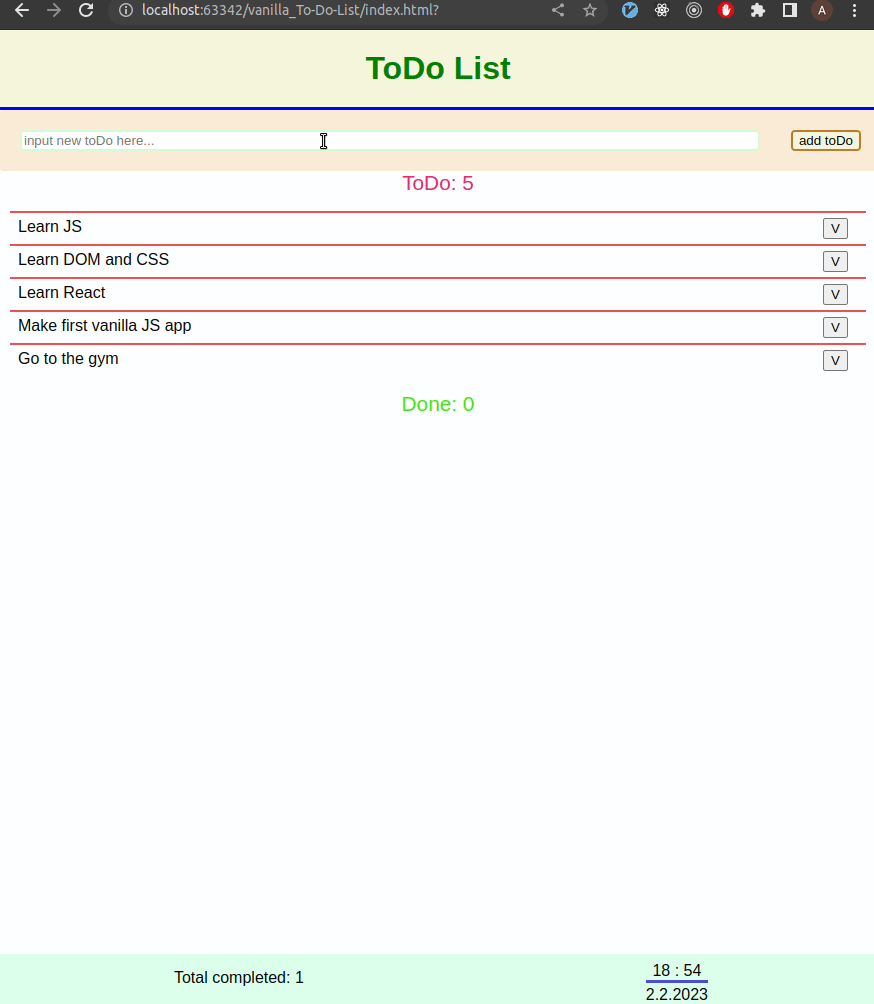 localhost:63342/vanilla_To-Do-List/index.html?
A
ToDo List
input new toDo here...
add toDo
ToDo: 5
Learn JS
V
Learn DOM and CSS
V
Learn React
V
Make first vanilla JS app
V
Go to the gym
V
Done: 0
Total completed: 1
18 : 54
2.2.2023